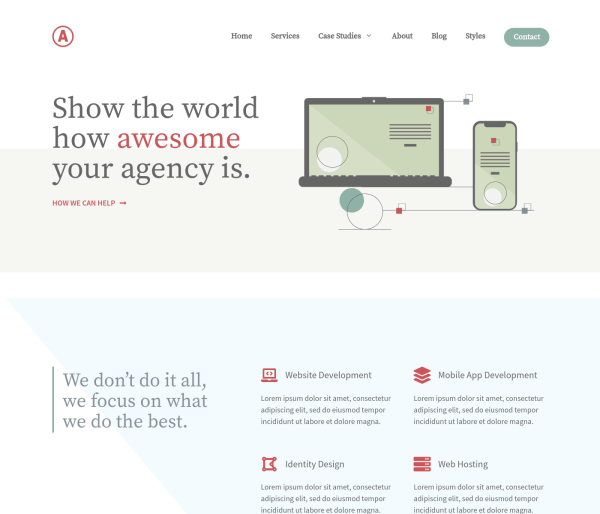 A
Home Services Case Studies About Blog Styles Contact
Show the world
how awesome
your agency is.
HOW WE CAN HELP
We don't do it all,
we focus on what
we do the best.
Website Development
Lorem ipsum dolor sit amet, consectetur
adipiscing elit, sed do eiusmod tempor
incididunt ut labore et dolore magna.
Mobile App Development
Lorem ipsum dolor sit amet, consectetur
adipiscing elit, sed do eiusmod tempor
incididunt ut labore et dolore magna.
Identity Design
Lorem ipsum dolor sit amet, consectetur
adipiscing elit, sed do eiusmod tempor
incididunt ut labore et dolore magna.
Web Hosting
Lorem ipsum dolor sit amet, consectetur
adipiscing elit, sed do eiusmod tempor
incididunt ut labore et dolore magna.